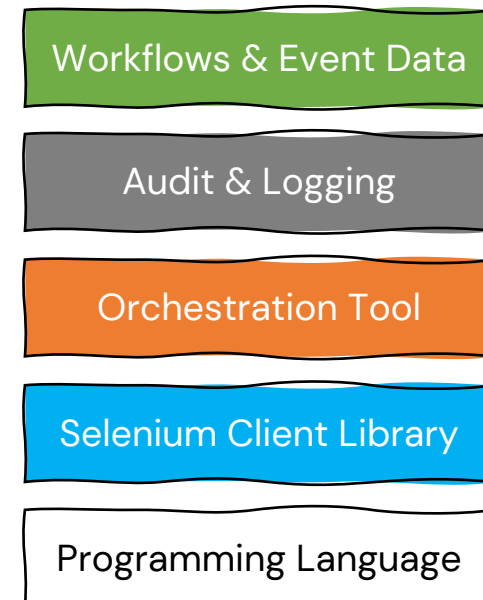 Workflows & Event Data
Audit & Logging
Orchestration Tool
Selenium Client Library
Programming Language